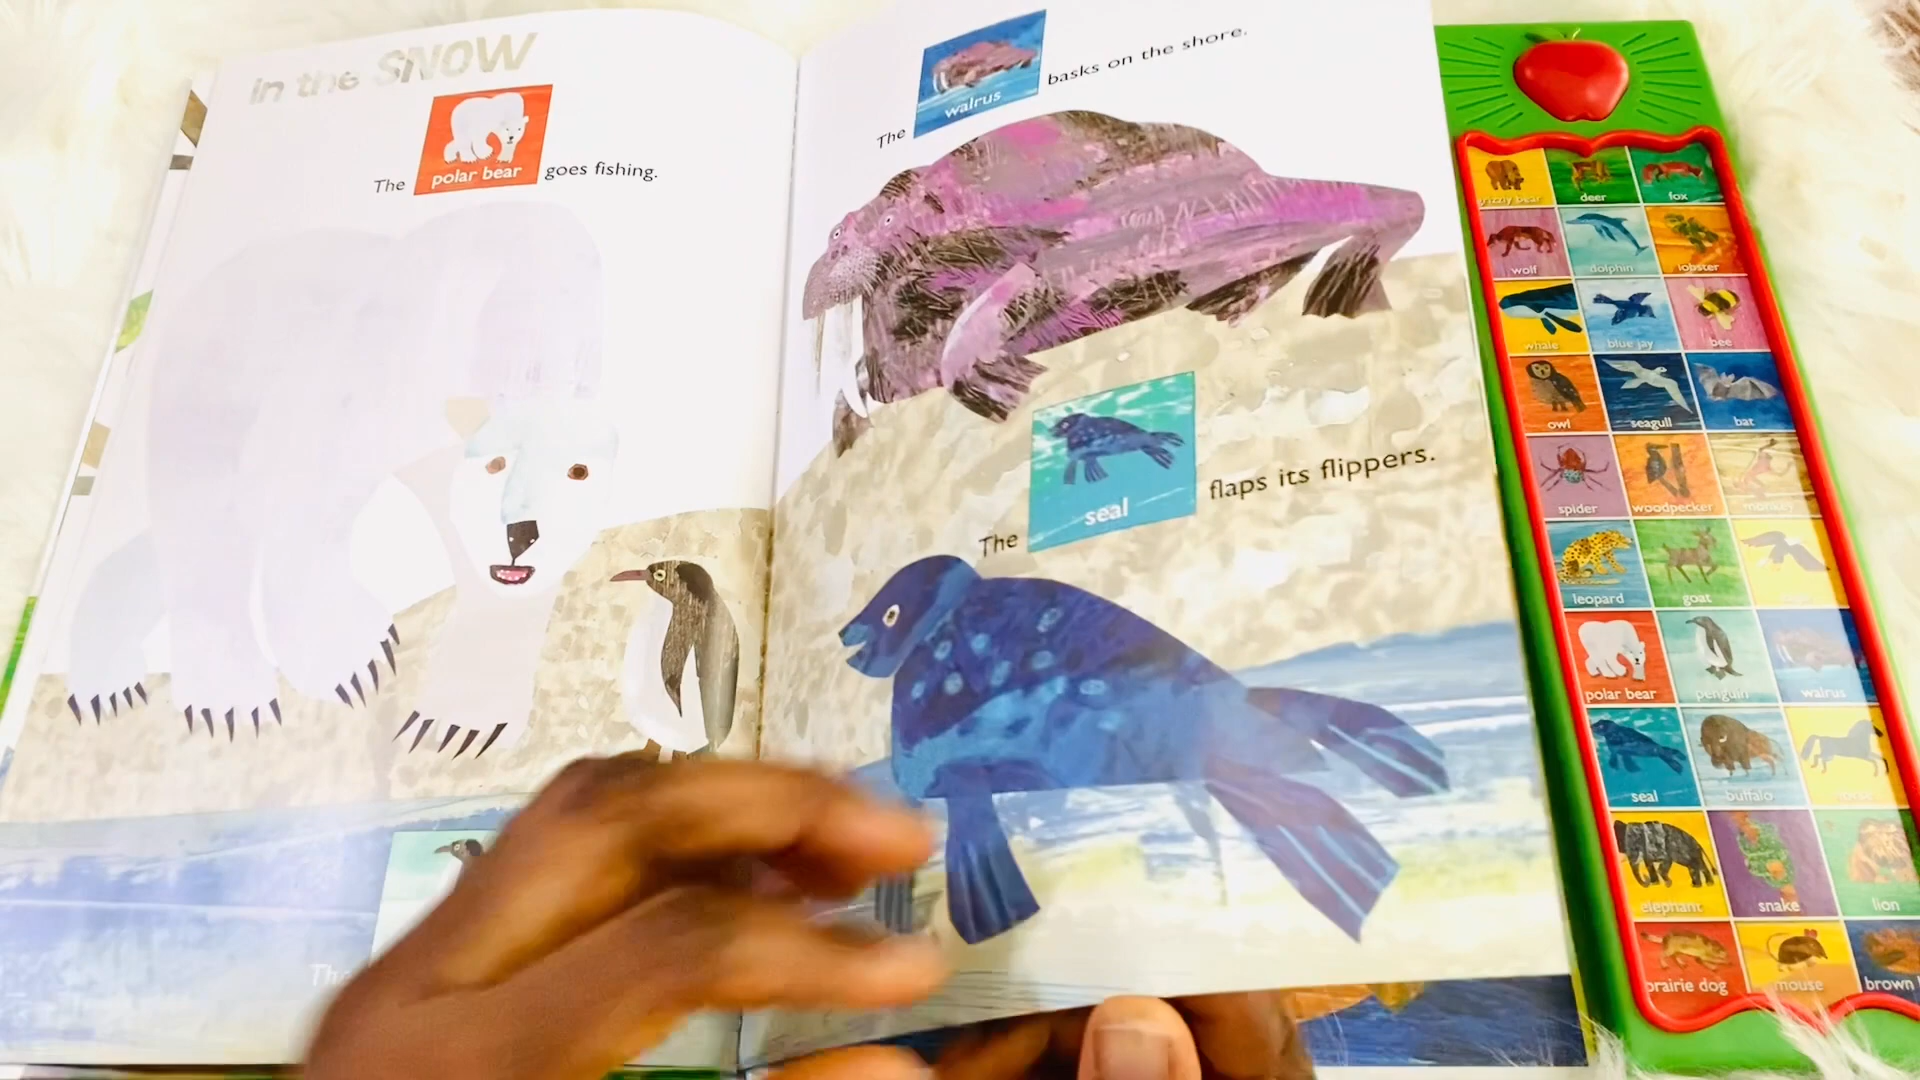 In the SNOW
The polar bear goes fishing.
The
The walrus basks on the shore.
The seal flaps its flippers.
grizzly bear deer fox
wolf dolphin lobster
whale blue jay bee
owl seagull bat
spider woodpecker monkey
leopard goat
polar bear penguin walrus
seal buffalo horse
elephant snake lion
prairie dog mouse brown